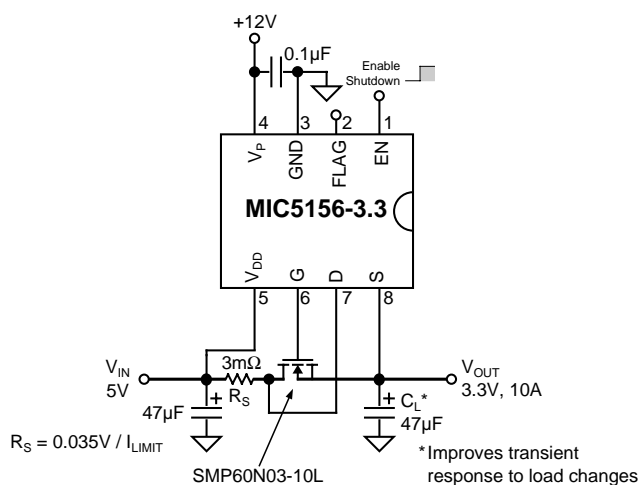 +12V
0.1µF
Enable
Shutdown
4
3
2
1
VP
GND
FLAG
EN
MIC5156-3.3
VDD
G
D
S
5
6
7
8
VIN
5V
3mΩ
RS
VOUT
3.3V, 10A
+
47µF
+
CL*
47µF
RS = 0.035V / ILIMIT
SMP60N03-10L
*Improves transient
response to load changes